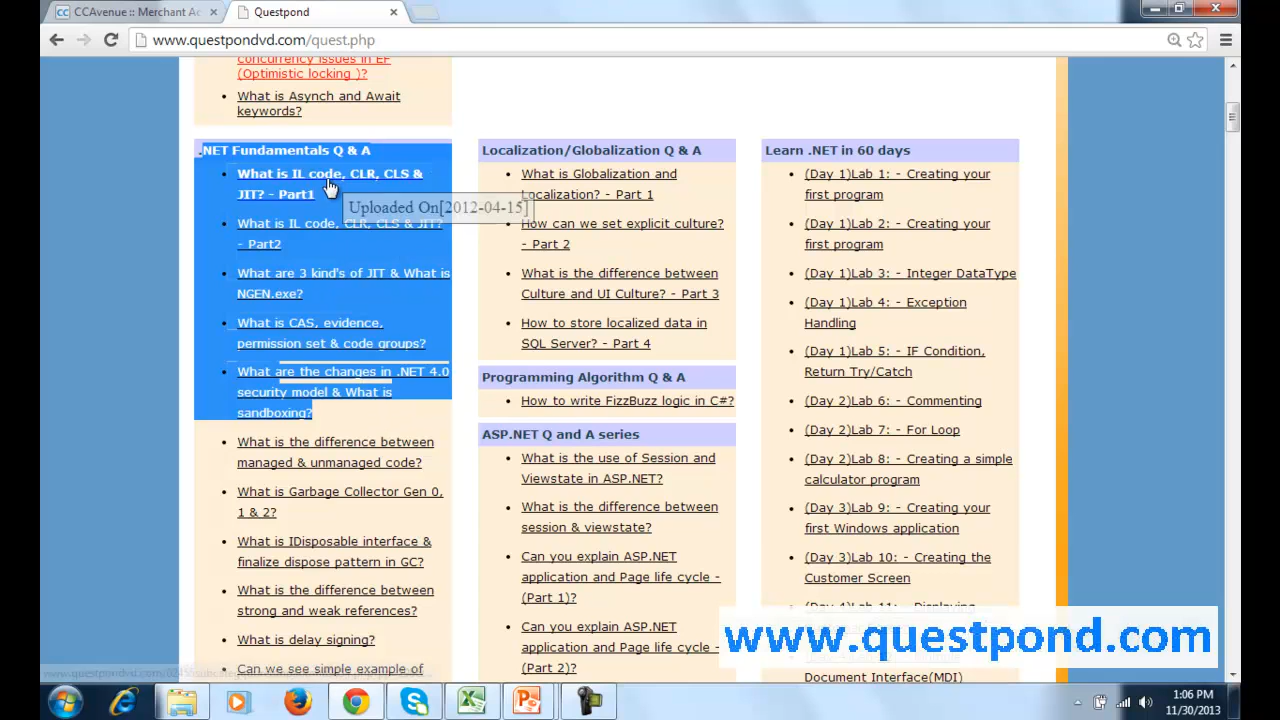 CCAvenue :: Merchant Ac
Questpond
www.questpondvd.com/quest.php
concurrency issues in EF
(Optimistic locking )?
What is Asynch and Await
keywords?
.NET Fundamentals Q & A
What is IL code, CLR, CLS &
JIT? - Part1
Uploaded On[2012-04-15]
What is IL code, CLR, CLS & JIT?
- Part2
What are 3 kind's of JIT & What is
NGEN.exe?
What is CAS, evidence,
permission set & code groups?
What are the changes in .NET 4.0
security model & What is
sandboxing?
What is the difference between
managed & unmanaged code?
What is Garbage Collector Gen 0,
1 & 2?
What is IDisposable interface &
finalize dispose pattern in GC?
What is the difference between
strong and weak references?
What is delay signing?
Can we see simple example of
Localization/Globalization Q & A
What is Globalization and
Localization? - Part 1
How can we set explicit culture?
- Part 2
What is the difference between
Culture and UI Culture? - Part 3
How to store localized data in
SQL Server? - Part 4
Programming Algorithm Q & A
How to write FizzBuzz logic in C#?
ASP.NET Q and A series
What is the use of Session and
Viewstate in ASP.NET?
What is the difference between
session & viewstate?
Can you explain ASP.NET
application and Page life cycle -
(Part 1)?
Can you explain ASP.NET
application and Page life cycle -
(Part 2)?
Learn .NET in 60 days
(Day 1)Lab 1: - Creating your
first program
(Day 1)Lab 2: - Creating your
first program
(Day 1)Lab 3: - Integer DataType
(Day 1)Lab 4: - Exception
Handling
(Day 1)Lab 5: - IF Condition,
Return Try/Catch
(Day 2)Lab 6: - Commenting
(Day 2)Lab 7: - For Loop
(Day 2)Lab 8: - Creating a simple
calculator program
(Day 3)Lab 9: - Creating your
first Windows application
(Day 3)Lab 10: - Creating the
Customer Screen
(Day 4)Lab 11: - Displaying
Document Interface(MDI)
www.questpond.com
1:06 PM
11/30/2013